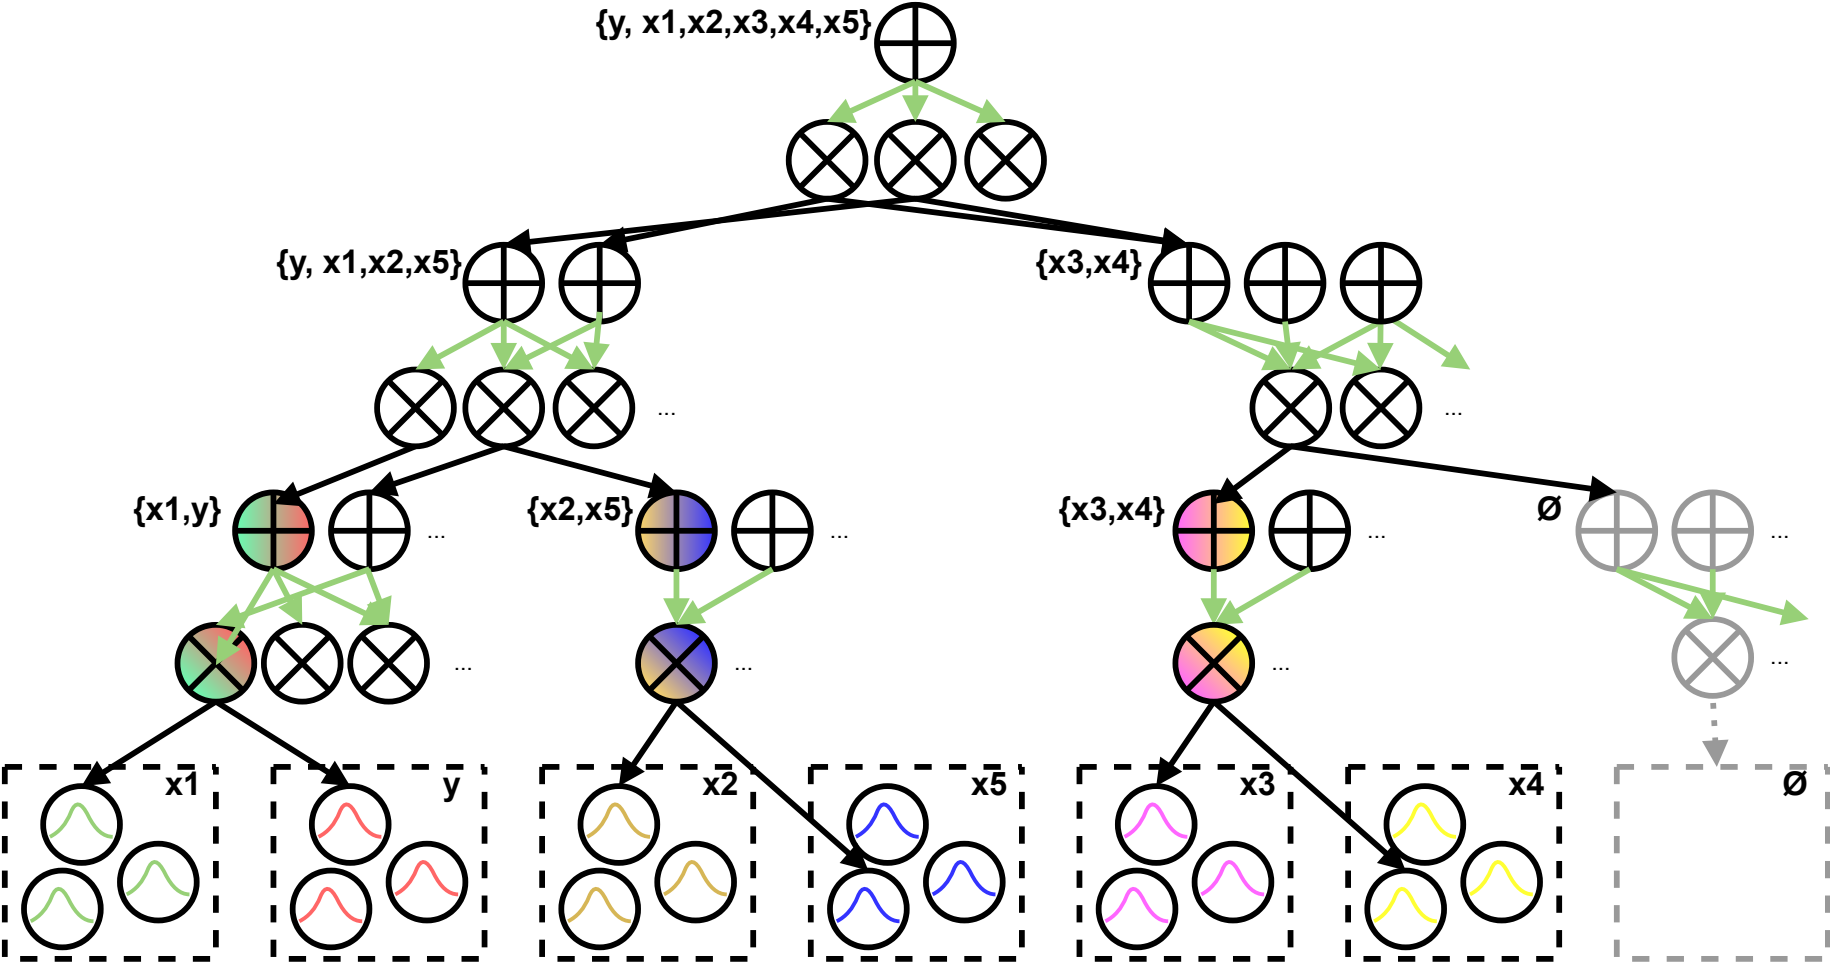 {y, x1,x2,x3,x4,x5}
{y, x1,x2,x5}
{x3,x4}
...
...
{x1,y}
...
{x2,x5}
...
{x3,x4}
...
Ø
...
...
...
...
...
x1
y
x2
x5
x3
x4
Ø